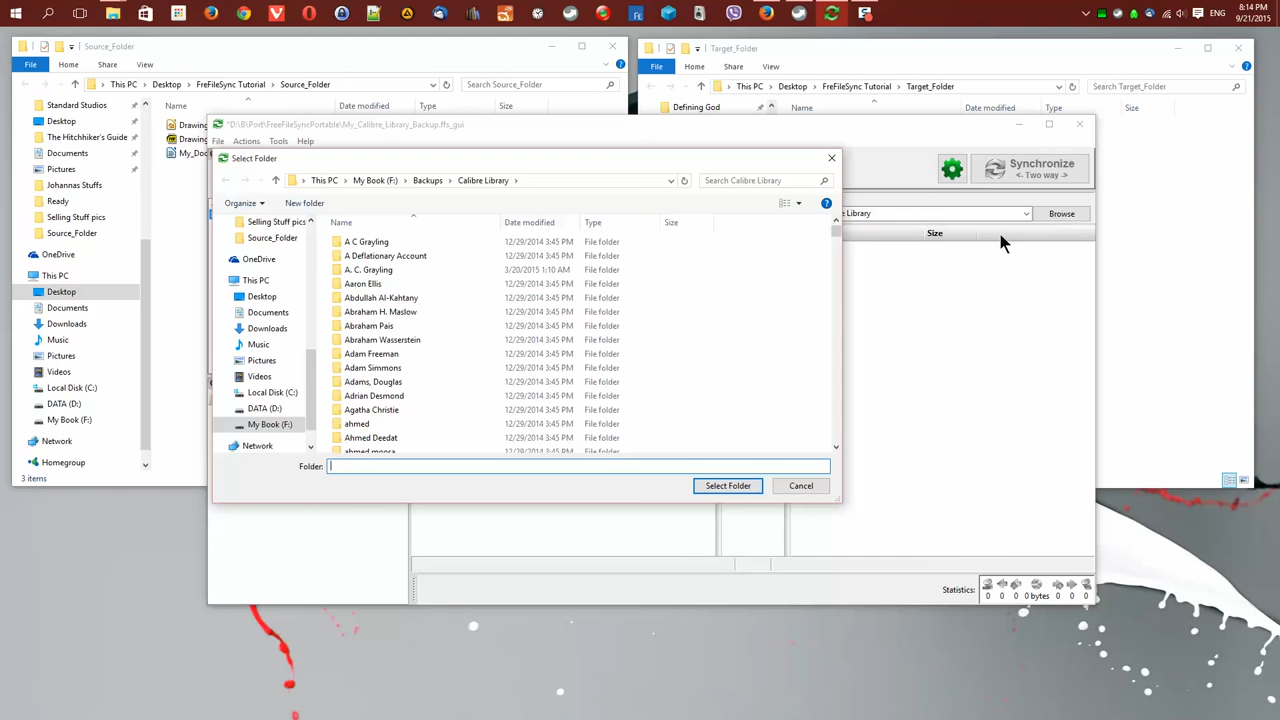 8:14 PM
ENG
9/21/2015
Source_Folder
File Home Share View
This PC Desktop FreFileSync Tutorial Source_Folder
Search Source_Folder
Standard Studios
Desktop
The Hitchhiker's Guide
Documents
Pictures
Johannas Stuffs
Ready
Selling Stuff pics
Source_Folder
OneDrive
This PC
Desktop
Documents
Downloads
Music
Pictures
Videos
Local Disk (C:)
DATA (D:)
My Book (F:)
Network
Homegroup
3 items
Name Date modified Type Size
Drawing
Drawing
My_Doc
Target_Folder
File Home Share View
This PC Desktop FreFileSync Tutorial Target_Folder
Search Target_Folder
Defining God
Name Date modified Type Size
*D:\B\Port\FreeFileSyncPortable\My_Calibre_Library_Backup.ffs_gui
File Actions Tools Help
Synchronize
<- Two way ->
Library
Browse
Size
Statistics:
0 0 0 0 bytes 0 0 0
Select Folder
This PC My Book (F:) Backups Calibre Library
Search Calibre Library
Organize New folder
Selling Stuff pics
Source_Folder
OneDrive
This PC
Desktop
Documents
Downloads
Music
Pictures
Videos
Local Disk (C:)
DATA (D:)
My Book (F:)
Network
Name Date modified Type Size
A C Grayling 12/29/2014 3:45 PM File folder
A Deflationary Account 12/29/2014 3:45 PM File folder
A. C. Grayling 3/20/2015 1:10 AM File folder
Aaron Ellis 12/29/2014 3:45 PM File folder
Abdullah Al-Kahtany 12/29/2014 3:45 PM File folder
Abraham H. Maslow 12/29/2014 3:45 PM File folder
Abraham Pais 12/29/2014 3:45 PM File folder
Abraham Wasserstein 12/29/2014 3:45 PM File folder
Adam Freeman 12/29/2014 3:45 PM File folder
Adam Simmons 12/29/2014 3:45 PM File folder
Adams, Douglas 12/29/2014 3:45 PM File folder
Adrian Desmond 12/29/2014 3:45 PM File folder
Agatha Christie 12/29/2014 3:45 PM File folder
ahmed 12/29/2014 3:45 PM File folder
Ahmed Deedat 12/29/2014 3:45 PM File folder
ahmed moosa 12/29/2014 3:45 PM File folder
Folder:
Select Folder Cancel